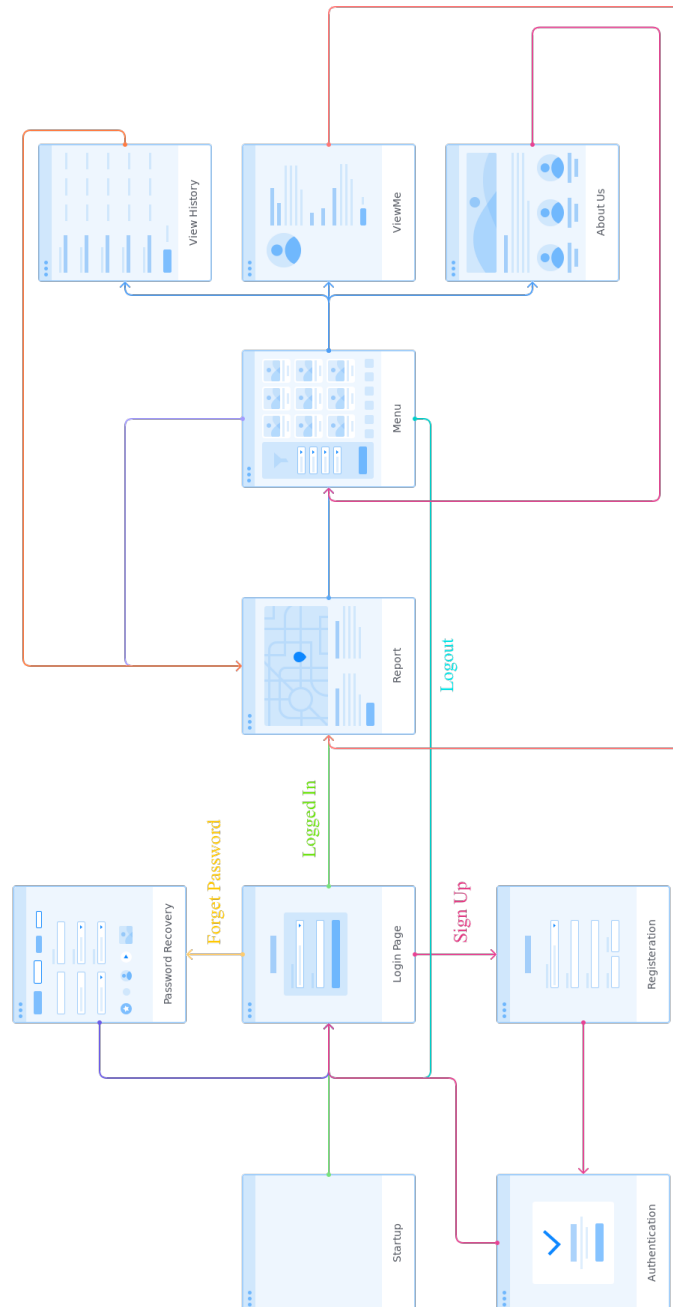 View History
ViewMe
About Us
Menu
Report
Logout
Logged In
Forget Password
Sign Up
Password Recovery
Login Page
Registeration
Startup
Authentication